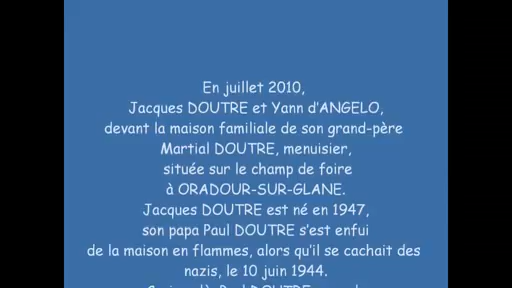 En juillet 2010,
Jacques DOUTRE et Yann d'ANGELO,
devant la maison familiale de son grand-père
Martial DOUTRE, menuisier,
située sur le champ de foire
à ORADOUR-SUR-GLANE.
Jacques DOUTRE est né en 1947,
son papa Paul DOUTRE s'est enfui
de la maison en flammes, alors qu'il se cachait des
nazis, le 10 juin 1944.